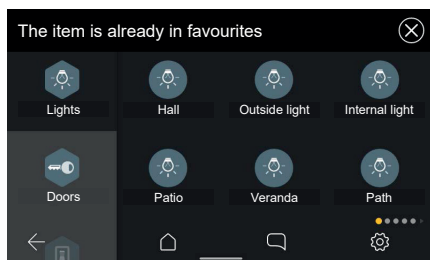 The item is already in favourites
Lights
Hall
Outside light
Internal light
Doors
Patio
Veranda
Path